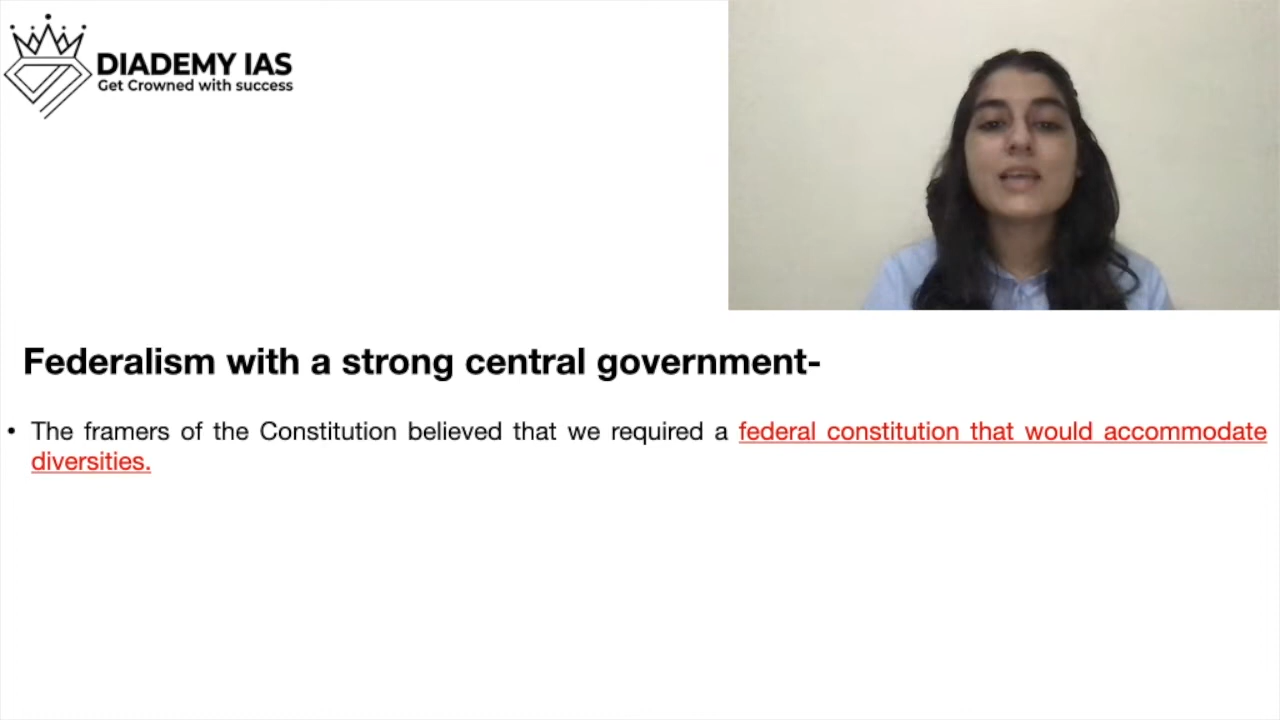 DIADEMY IAS
Get Crowned with success
Federalism with a strong central government-
• The framers of the Constitution believed that we required a federal constitution that would accommodate
diversities.